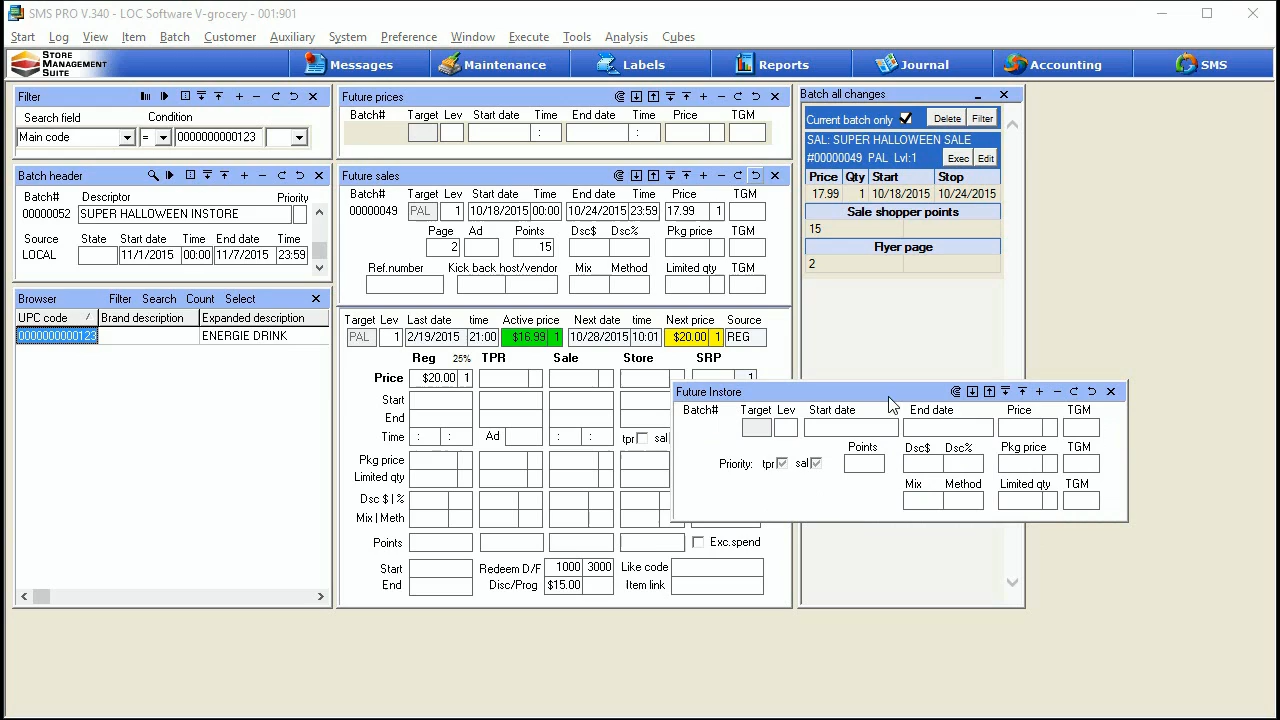 SMS PRO V.340 - LOC Software V-grocery - 001:901
Start Log View Item Batch Customer Auxiliary System Preference Window Execute Tools Analysis Cubes
STORE MANAGEMENT SUITE
Messages Maintenance Labels Reports Journal Accounting SMS
Filter
Search field Condition
Main code = 0000000000123
Batch header
Batch# Descriptor Priority
00000052 SUPER HALLOWEEN INSTORE
Source State Start date Time End date Time
LOCAL 11/1/2015 00:00 11/7/2015 23:59
Browser Filter Search Count Select
UPC code Brand description Expanded description
0000000000123 ENERGIE DRINK
Future prices
Batch# Target Lev Start date Time End date Time Price TGM
: :
Future sales
Batch# Target Lev Start date Time End date Time Price TGM
00000049 PAL 1 10/18/2015 00:00 10/24/2015 23:59 17.99 1
Page Ad Points Dsc$ Dsc% Pkg price TGM
2 15
Ref.number Kick back host/vendor Mix Method Limited qty TGM
Target Lev Last date time Active price Next date time Next price Source
PAL 1 2/19/2015 21:00 $16.99 1 10/28/2015 10:01 $20.00 1 REG
Reg 25% TPR Sale Store SRP
Price $20.00 1 1
Start
End
Time : : Ad : : tpr sal
Pkg price
Limited qty
Dsc $ | %
Mix | Meth
Points Exc.spend
Start Redeem D/F 1000 3000 Like code
End Disc/Prog $15.00 Item link
Batch all changes
Current batch only Delete Filter
SAL: SUPER HALLOWEEN SALE
#00000049 PAL Lvl:1 Exec Edit
Price Qty Start Stop
17.99 1 10/18/2015 10/24/2015
Sale shopper points
15
Flyer page
2
Future Instore
Batch# Target Lev Start date End date Price TGM
Points Dsc$ Dsc% Pkg price TGM
Priority: tpr sal
Mix Method Limited qty TGM